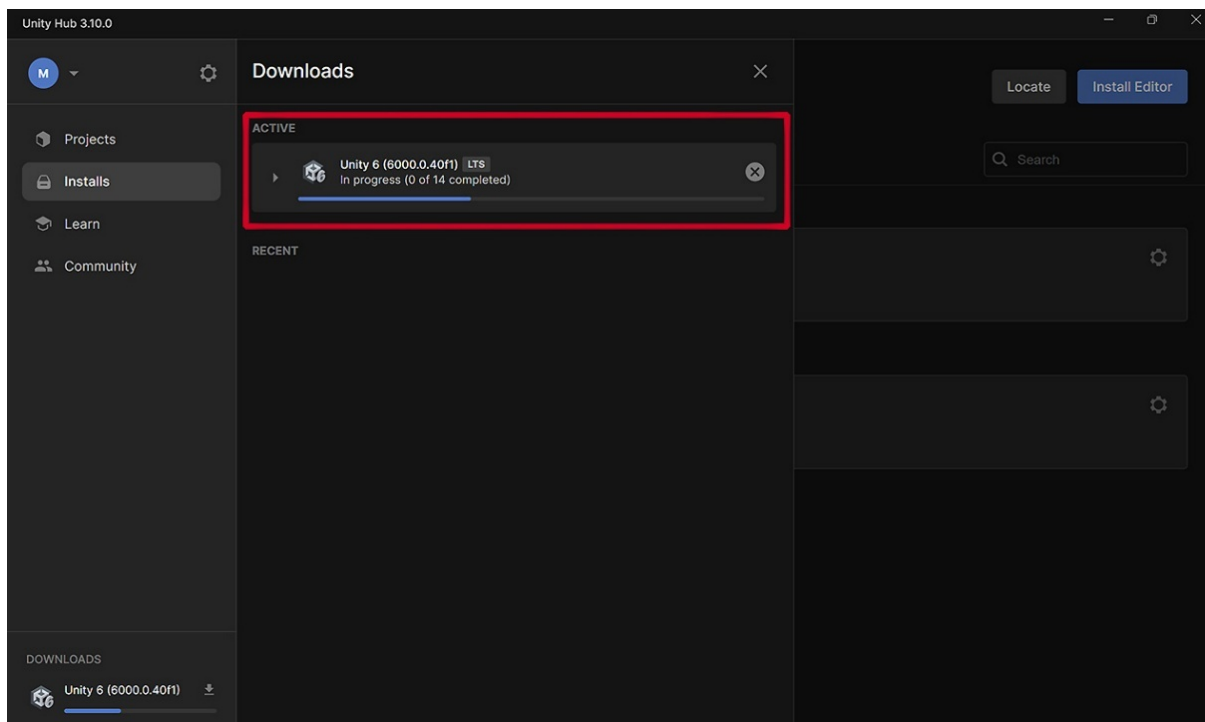 Unity Hub 3.10.0
M
Projects
Installs
Learn
Community
DOWNLOADS
Unity 6 (6000.0.40f1)
Downloads
ACTIVE
Unity 6 (6000.0.40f1) LTS
In progress (0 of 14 completed)
RECENT
Locate
Install Editor
Search